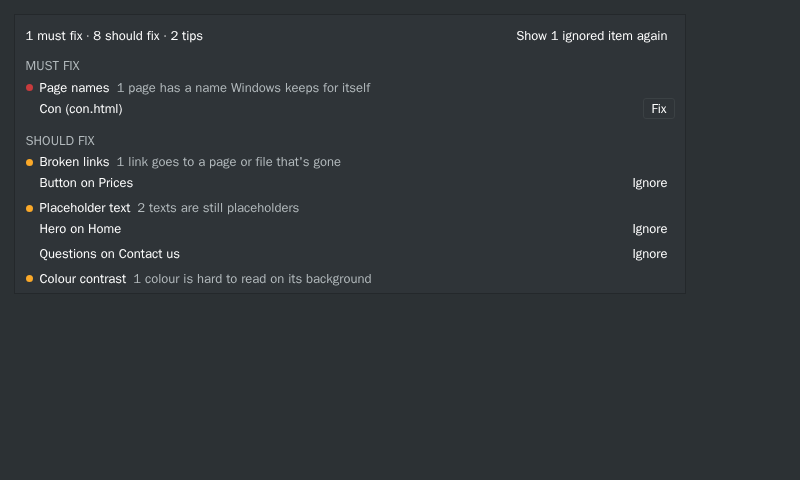 1 must fix · 8 should fix · 2 tips Show 1 ignored item again
MUST FIX
Page names 1 page has a name Windows keeps for itself
Con (con.html) Fix
SHOULD FIX
Broken links 1 link goes to a page or file that's gone
Button on Prices Ignore
Placeholder text 2 texts are still placeholders
Hero on Home Ignore
Questions on Contact us Ignore
Colour contrast 1 colour is hard to read on its background